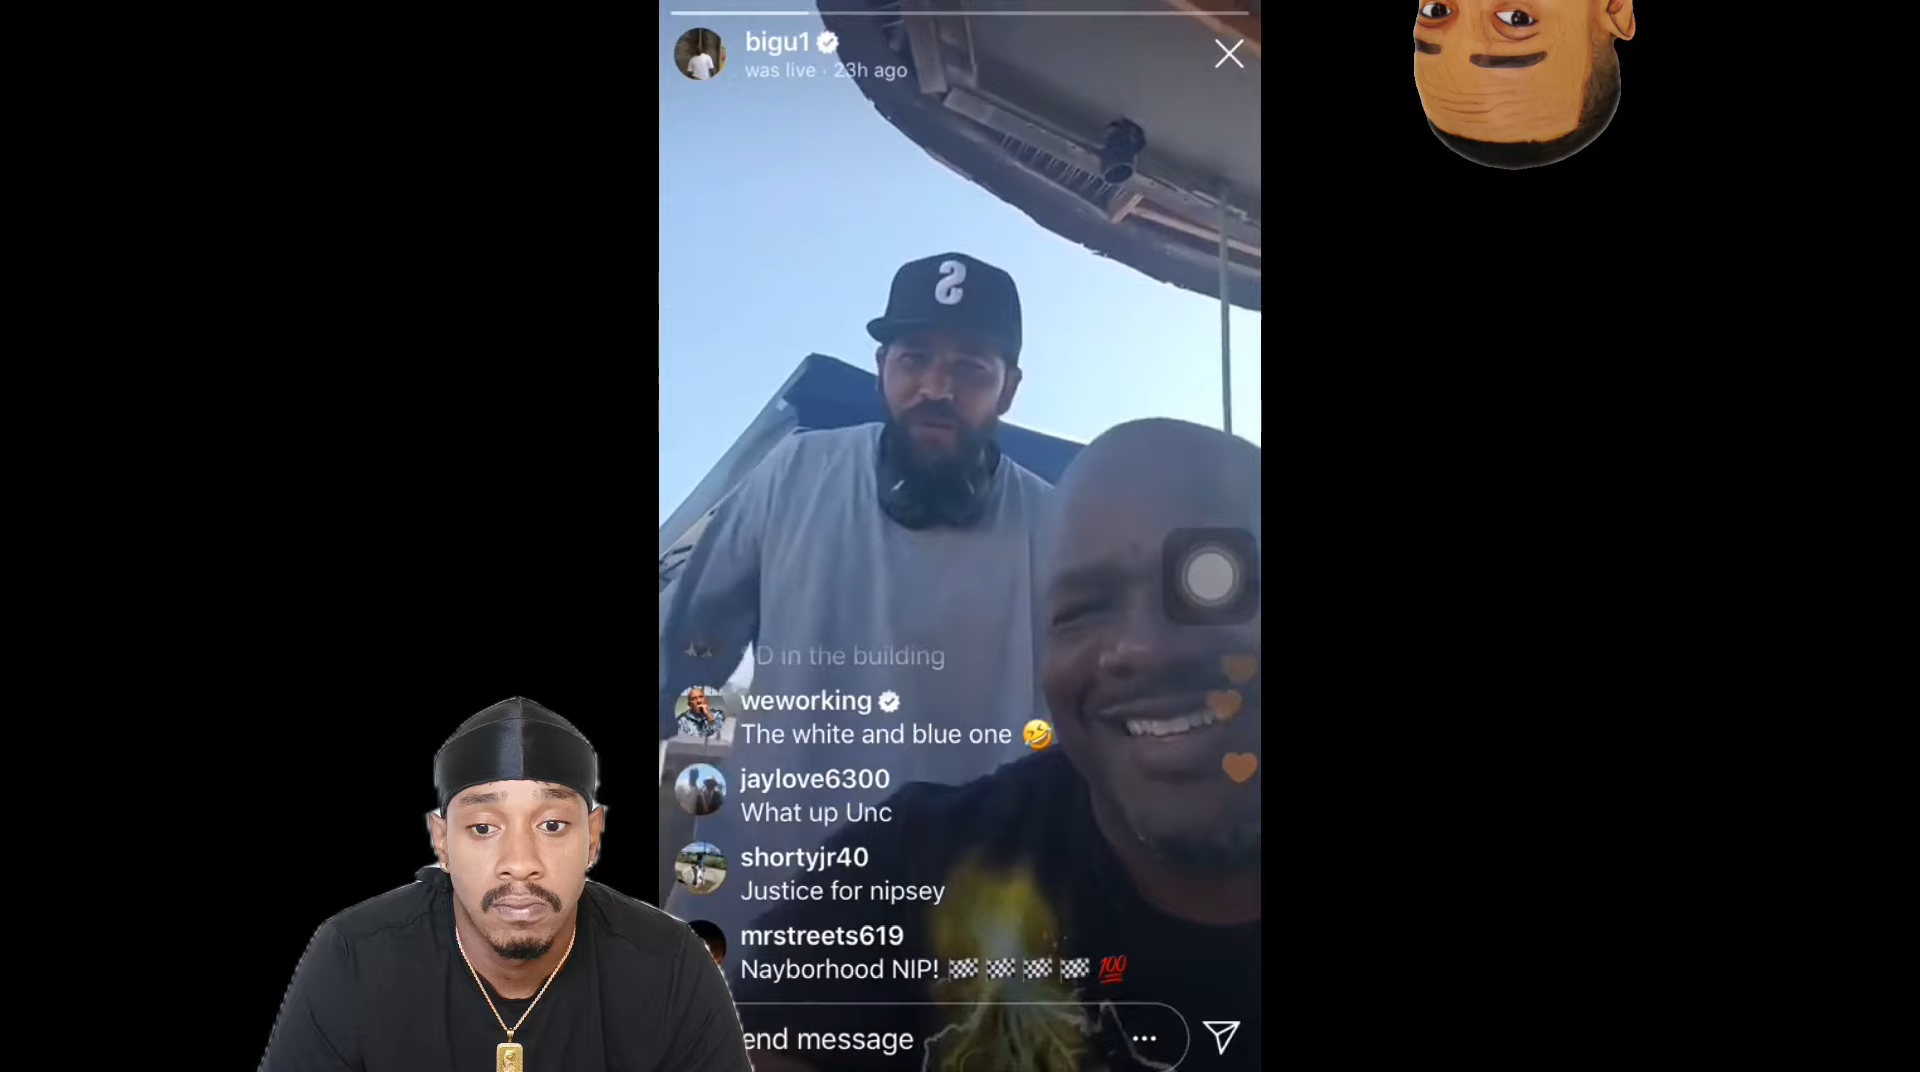 bigu1
was live · 23h ago
D in the building
weworking
The white and blue one 🤣
jaylove6300
What up Unc
shortyjr40
Justice for nipsey
mrstreets619
Nayborhood NIP! 🏁 🏁 🏁 🏁 💯
end message